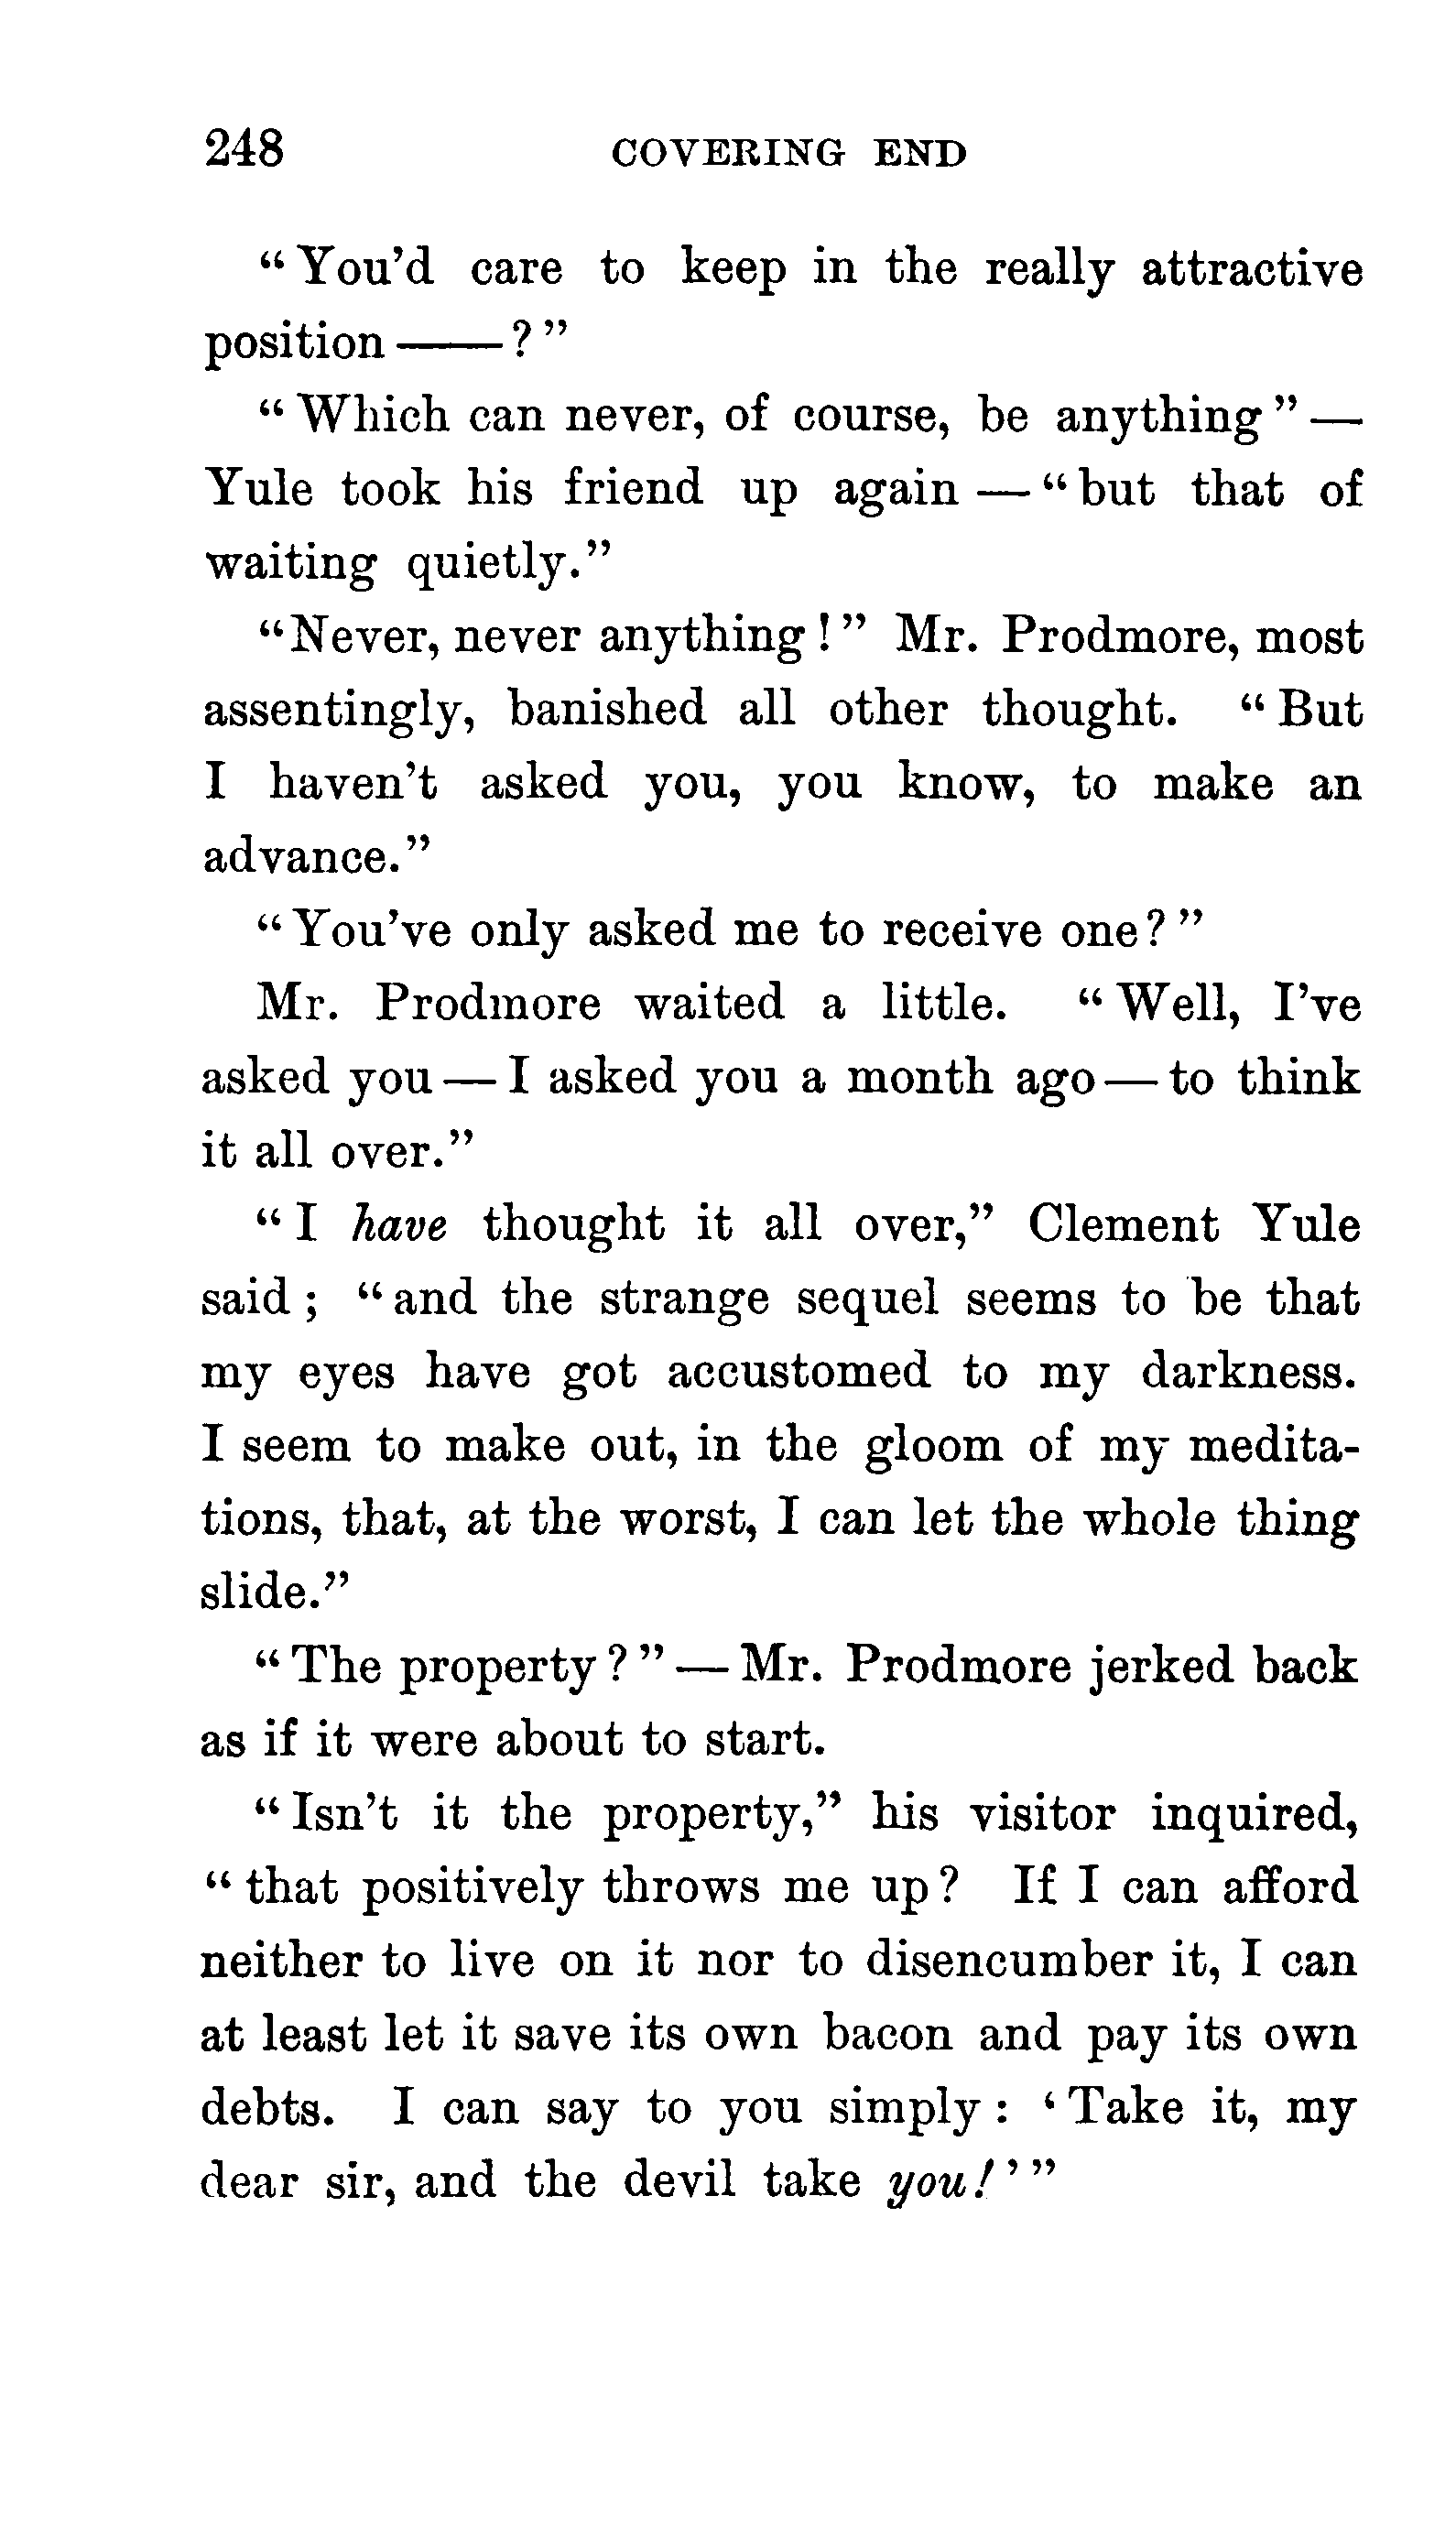 248 COVERING END
“You’d care to keep in the really attractive
position——?”
“Which can never, of course, be anything”—
Yule took his friend up again—“but that of
waiting quietly.”
“Never, never anything!” Mr. Prodmore, most
assentingly, banished all other thought. “But
I haven’t asked you, you know, to make an
advance.”
“You’ve only asked me to receive one?”
Mr. Prodmore waited a little. “Well, I’ve
asked you—I asked you a month ago—to think
it all over.”
“I have thought it all over,” Clement Yule
said; “and the strange sequel seems to be that
my eyes have got accustomed to my darkness.
I seem to make out, in the gloom of my medita-
tions, that, at the worst, I can let the whole thing
slide.”
“The property?”—Mr. Prodmore jerked back
as if it were about to start.
“Isn’t it the property,” his visitor inquired,
“that positively throws me up? If I can afford
neither to live on it nor to disencumber it, I can
at least let it save its own bacon and pay its own
debts. I can say to you simply: ‘Take it, my
dear sir, and the devil take you!’”